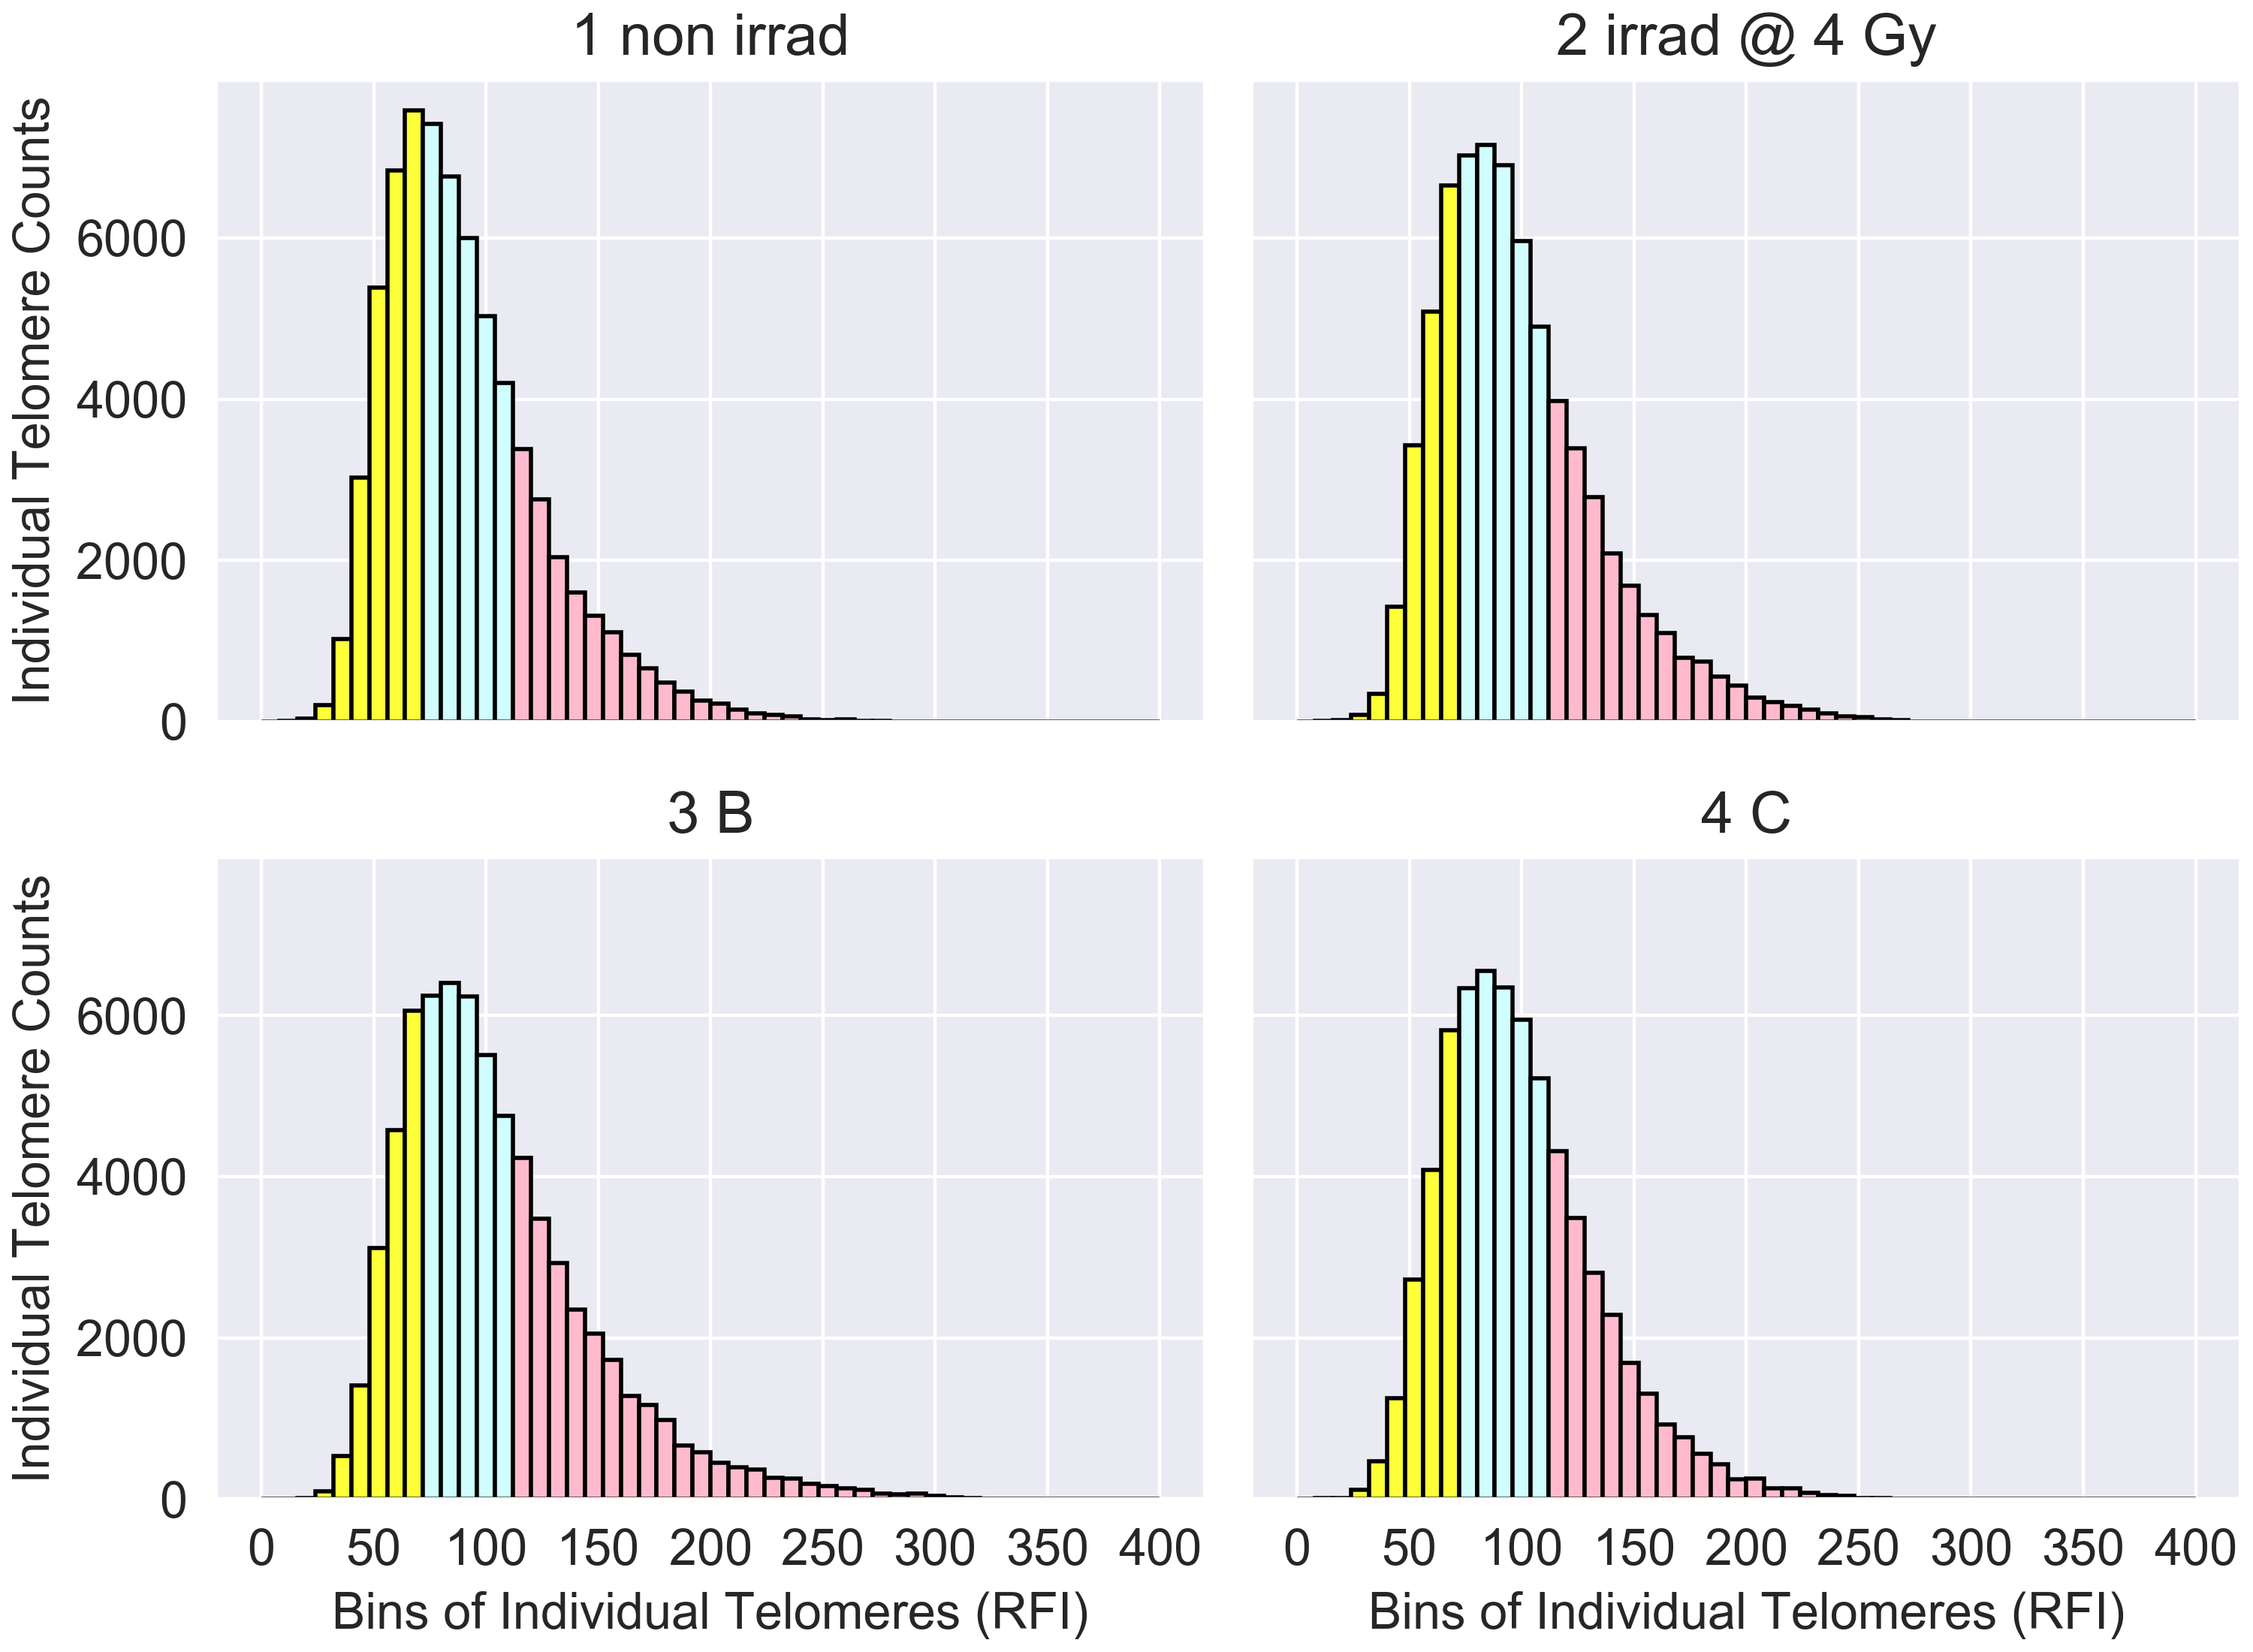 1 non irrad
2 irrad @ 4 Gy
Individual Telomere Counts
6000
4000
2000
0
3 B
4 C
Individual Telomere Counts
6000
4000
2000
0
0 50 100 150 200 250 300 350 400
0 50 100 150 200 250 300 350 400
Bins of Individual Telomeres (RFI)
Bins of Individual Telomeres (RFI)